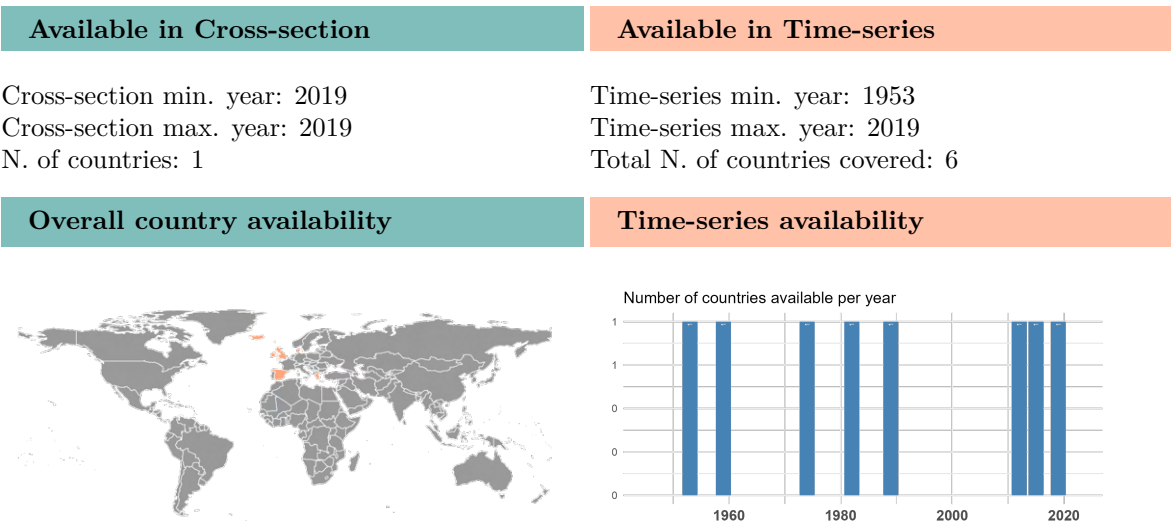 Available in Cross-section
Available in Time-series
Cross-section min. year: 2019
Cross-section max. year: 2019
N. of countries: 1
Time-series min. year: 1953
Time-series max. year: 2019
Total N. of countries covered: 6
Overall country availability
Time-series availability
Number of countries available per year
1
1
0
0
0
1960
1980
2000
2020